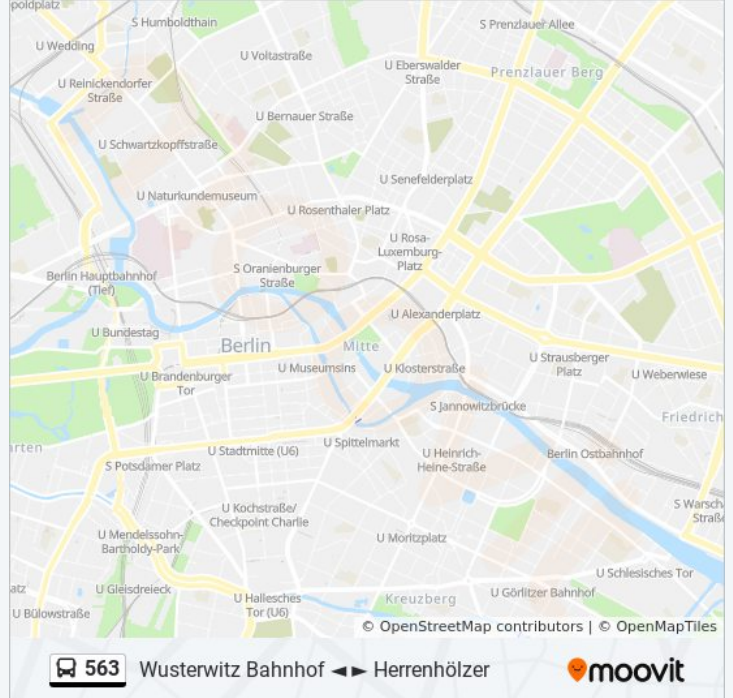 poldplatz
S Humboldthain
S Prenzlauer Allee
U Wedding
U Voltastraße
U Eberswalder
Straße
Prenzlauer Berg
U Reinickendorfer
Straße
U Bernauer Straße
U Schwartzkopffstraße
U Senefelderplatz
U Naturkundemuseum
U Rosenthaler Platz
U Rosa-
Luxemburg-
Platz
S Oranienburger
Straße
Berlin Hauptbahnhof
(Tief)
U Alexanderplatz
U Bundestag
Berlin
Mitte
U Strausberger
Platz
U Museumsins
U Klosterstraße
U Weberwiese
U Brandenburger
Tor
S Jannowitzbrücke
Friedrich
U Spittelmarkt
rten
U Stadtmitte (U6)
U Heinrich-
Heine-Straße
Berlin Ostbahnhof
S Potsdamer Platz
S Warsch
Straße
U Kochstraße/
Checkpoint Charlie
U Mendelssohn-
Bartholdy-Park
U Moritzplatz
U Schlesisches Tor
atz
U Gleisdreieck
U Görlitzer Bahnhof
U Hallesches
Tor (U6)
Kreuzberg
U Bülowstraße
© OpenStreetMap contributors | © OpenMapTiles
563 Wusterwitz Bahnhof ◄► Herrenhölzer
moovit